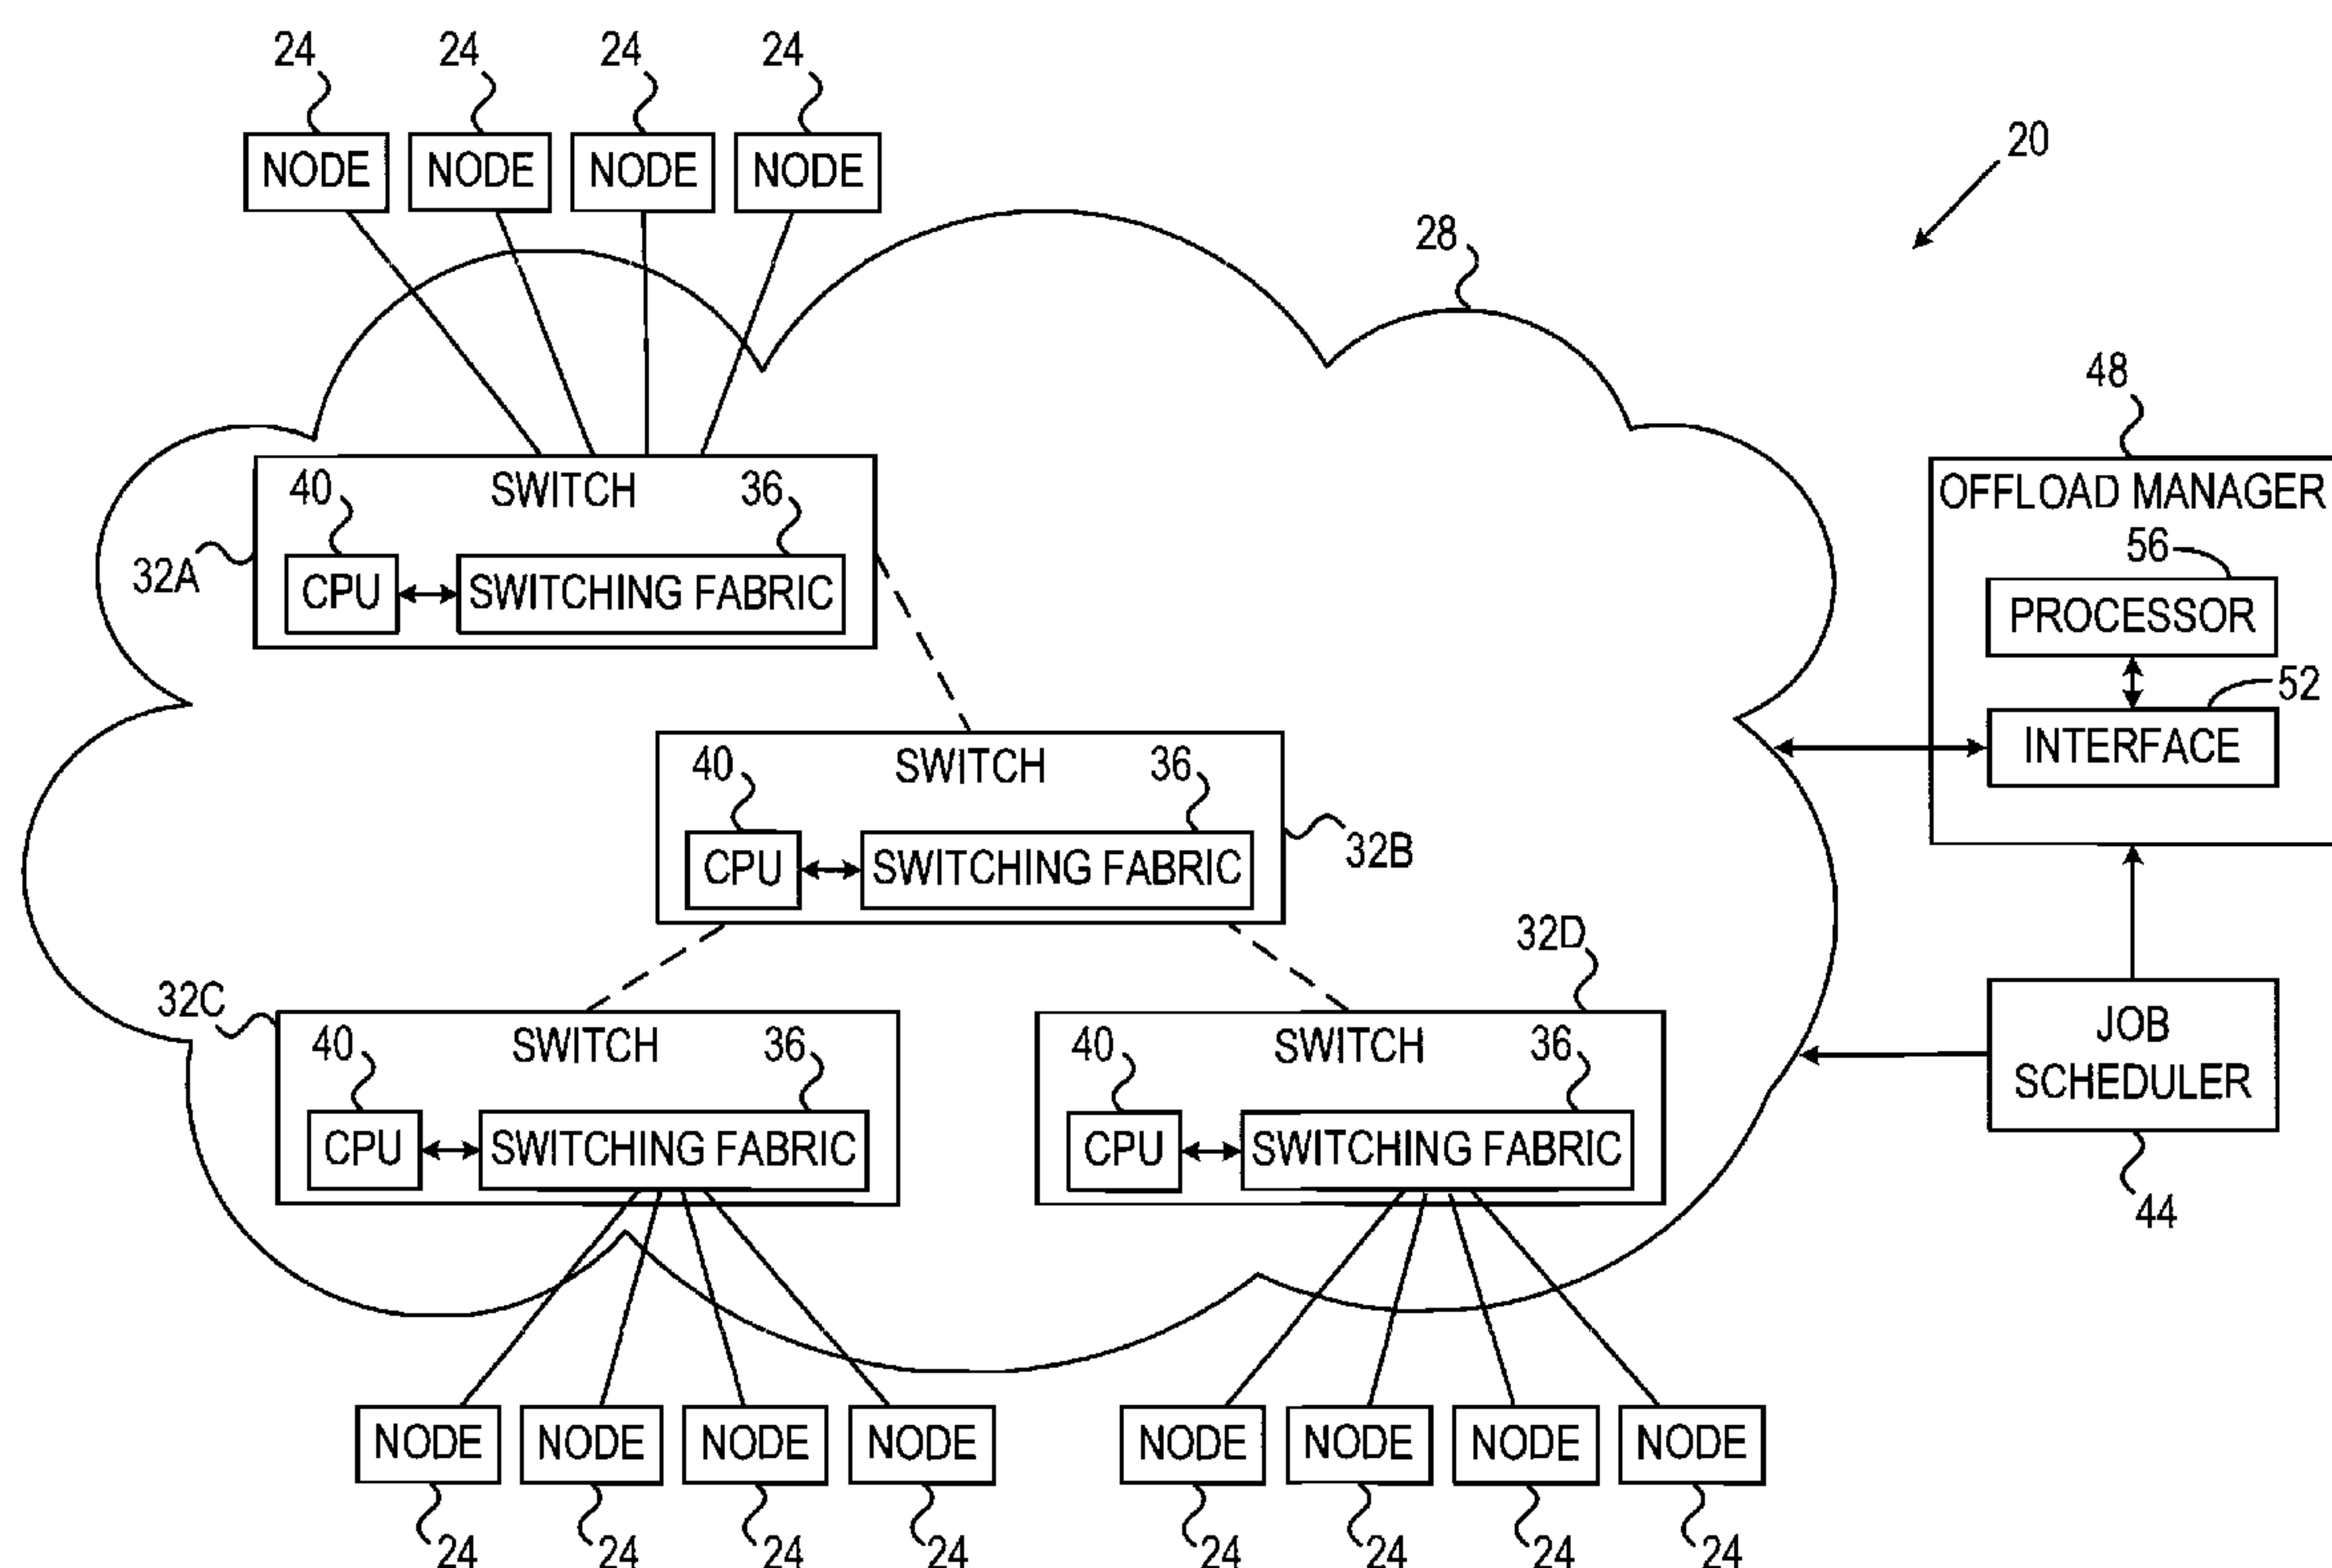 24 24 24 24
NODE NODE NODE NODE
20
28
48
SWITCH
40 36
32A
CPU SWITCHING FABRIC
OFFLOAD MANAGER
56
PROCESSOR
52
INTERFACE
SWITCH
40 36
32B
CPU SWITCHING FABRIC
32C
SWITCH
40 36
CPU SWITCHING FABRIC
32D
SWITCH
40 36
CPU SWITCHING FABRIC
JOB
SCHEDULER
44
NODE NODE NODE NODE NODE NODE NODE NODE
24 24 24 24 24 24 24 24